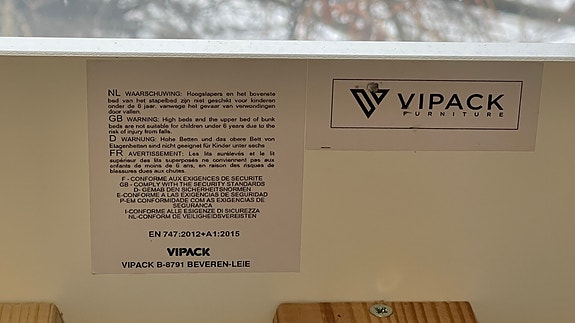 NL WAARSCHUWING: Hoogslapers en het bovenste
bed van het stapelbed zijn niet geschikt voor kinderen
onder de 6 jaar, vanwege het gevaar van verwondingen
door vallen.
GB WARNING: High beds and the upper bed of bunk
beds are not suitable for children under 6 years due to the
risk of injury from falls.
D WARNUNG: Hohe Betten und das obere Bett von
Etagenbetten sind nicht geeignet für Kinder unter sechs
FR AVERTISSEMENT: Les lits surélevés et le lit
supérieur des lits superposés ne conviennent pas aux
enfants de moins de 6 ans, en raison des risques de
blessures dues aux chutes.
F - CONFORME AUX EXIGENCES DE SECURITE
GB - COMPLY WITH THE SECURITY STANDARDS
D- GEMÄß DEN SICHERHEITSNORMEN
E-CONFORME A LAS EXIGENCIAS DE SEGURIDAD
P-EM CONFORMIDADE COM AS EXIGENCIAS DE
SEGURANCA
I-CONFORME ALLE ESIGENZE DI SICUREZZA
NL-CONFORM DE VEILIGHEIDSVEREISTEN
EN 747:2012+A1:2015
VIPACK
VIPACK B-8791 BEVEREN-LEIE
VIPACK
FURNITURE